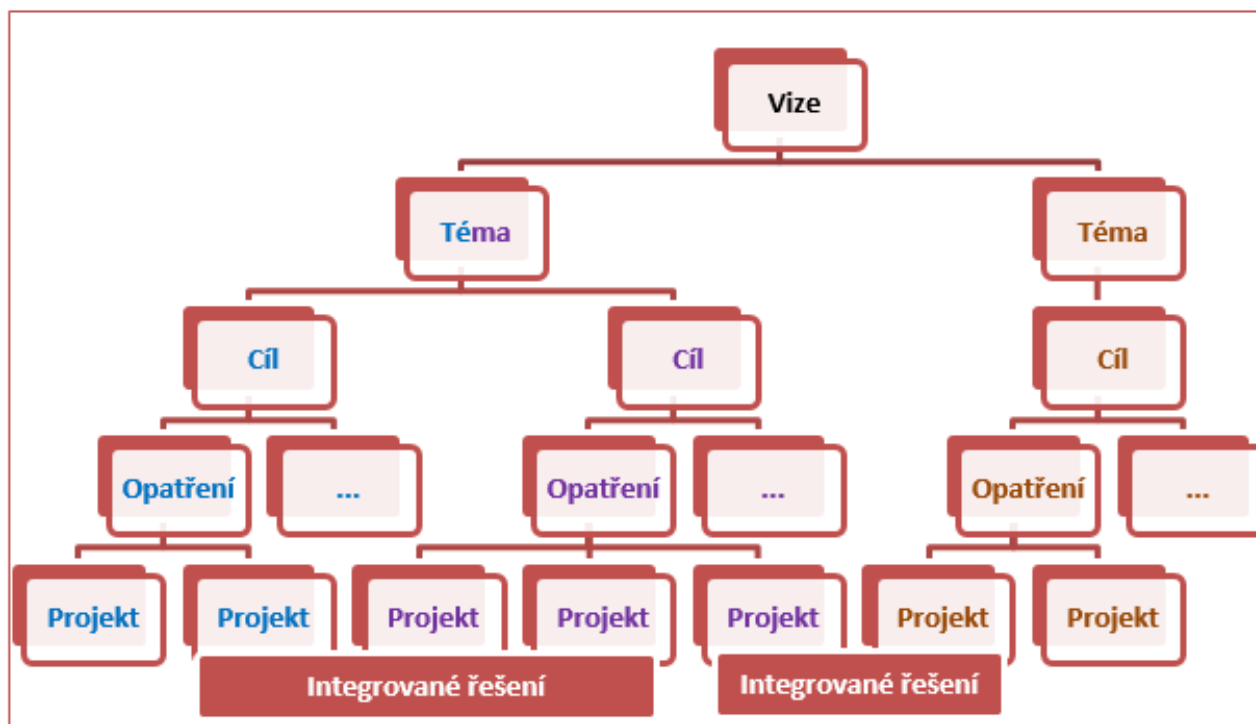 Vize
Téma
Téma
Cíl
Cíl
Cíl
Opatření
...
Opatření
...
Opatření
...
Projekt
Projekt
Projekt
Projekt
Projekt
Projekt
Projekt
Integrované řešení
Integrované řešení